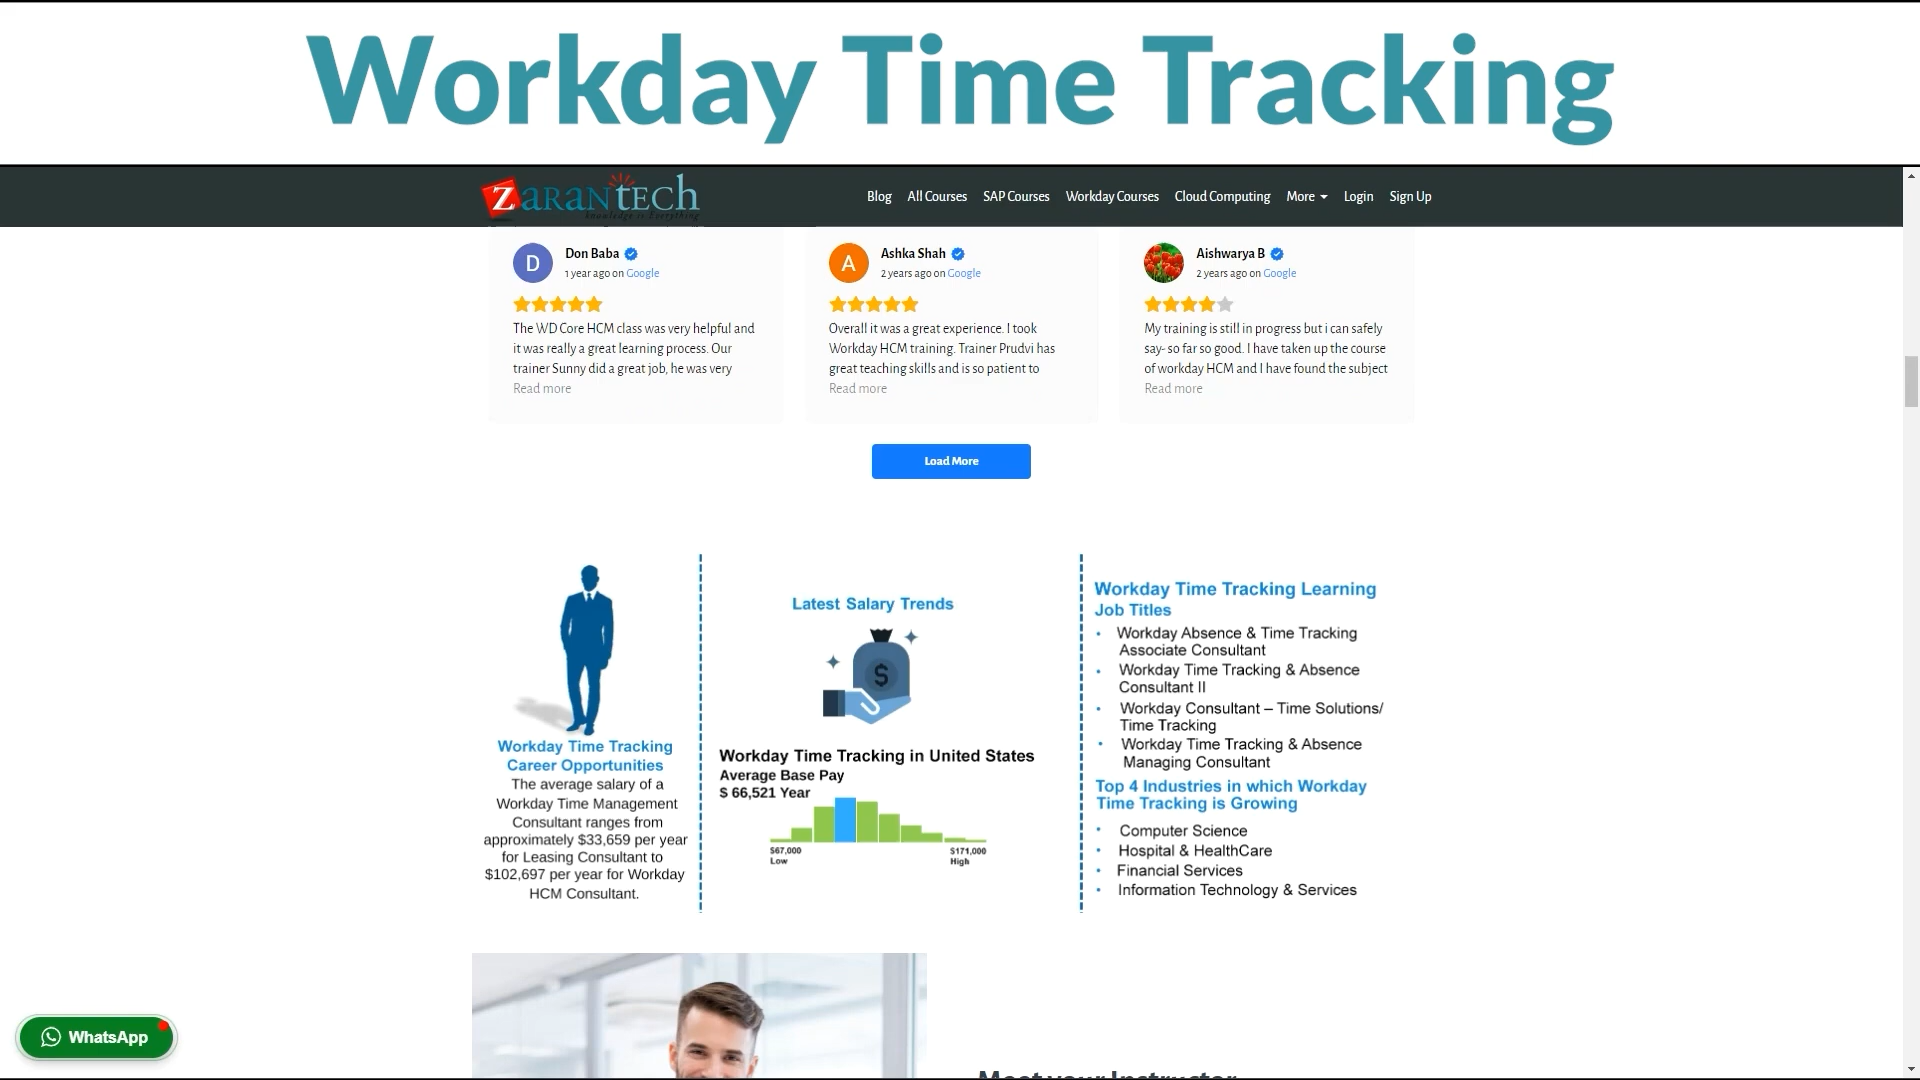 Workday Time Tracking
ZARANTECH
Knowledge is Everything
Blog All Courses SAP Courses Workday Courses Cloud Computing More Login Sign Up
D
Don Baba
1 year ago on Google
The WD Core HCM class was very helpful and
it was really a great learning process. Our
trainer Sunny did a great job, he was very
Read more
A
Ashka Shah
2 years ago on Google
Overall it was a great experience. I took
Workday HCM training. Trainer Prudvi has
great teaching skills and is so patient to
Read more
Aishwarya B
2 years ago on Google
My training is still in progress but i can safely
say- so far so good. I have taken up the course
of workday HCM and I have found the subject
Read more
Load More
Workday Time Tracking
Career Opportunities
The average salary of a
Workday Time Management
Consultant ranges from
approximately $33,659 per year
for Leasing Consultant to
$102,697 per year for Workday
HCM Consultant.
Latest Salary Trends
$
Workday Time Tracking in United States
Average Base Pay
$ 66,521 Year
$67,000
Low
$171,000
High
Workday Time Tracking Learning
Job Titles
• Workday Absence & Time Tracking
Associate Consultant
• Workday Time Tracking & Absence
Consultant II
• Workday Consultant – Time Solutions/
Time Tracking
• Workday Time Tracking & Absence
Managing Consultant
Top 4 Industries in which Workday
Time Tracking is Growing
• Computer Science
• Hospital & HealthCare
• Financial Services
• Information Technology & Services
WhatsApp
Meet your Instructor